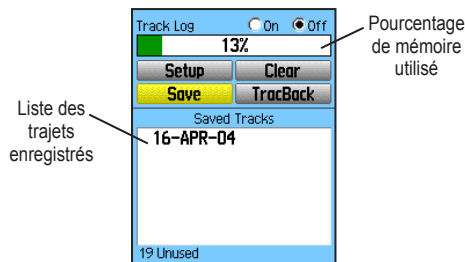 Track Log On Off
13%
Setup Clear
Save TracBack
Saved Tracks
16-APR-04
19 Unused
Pourcentage
de mémoire
utilisé
Liste des
trajets
enregistrés